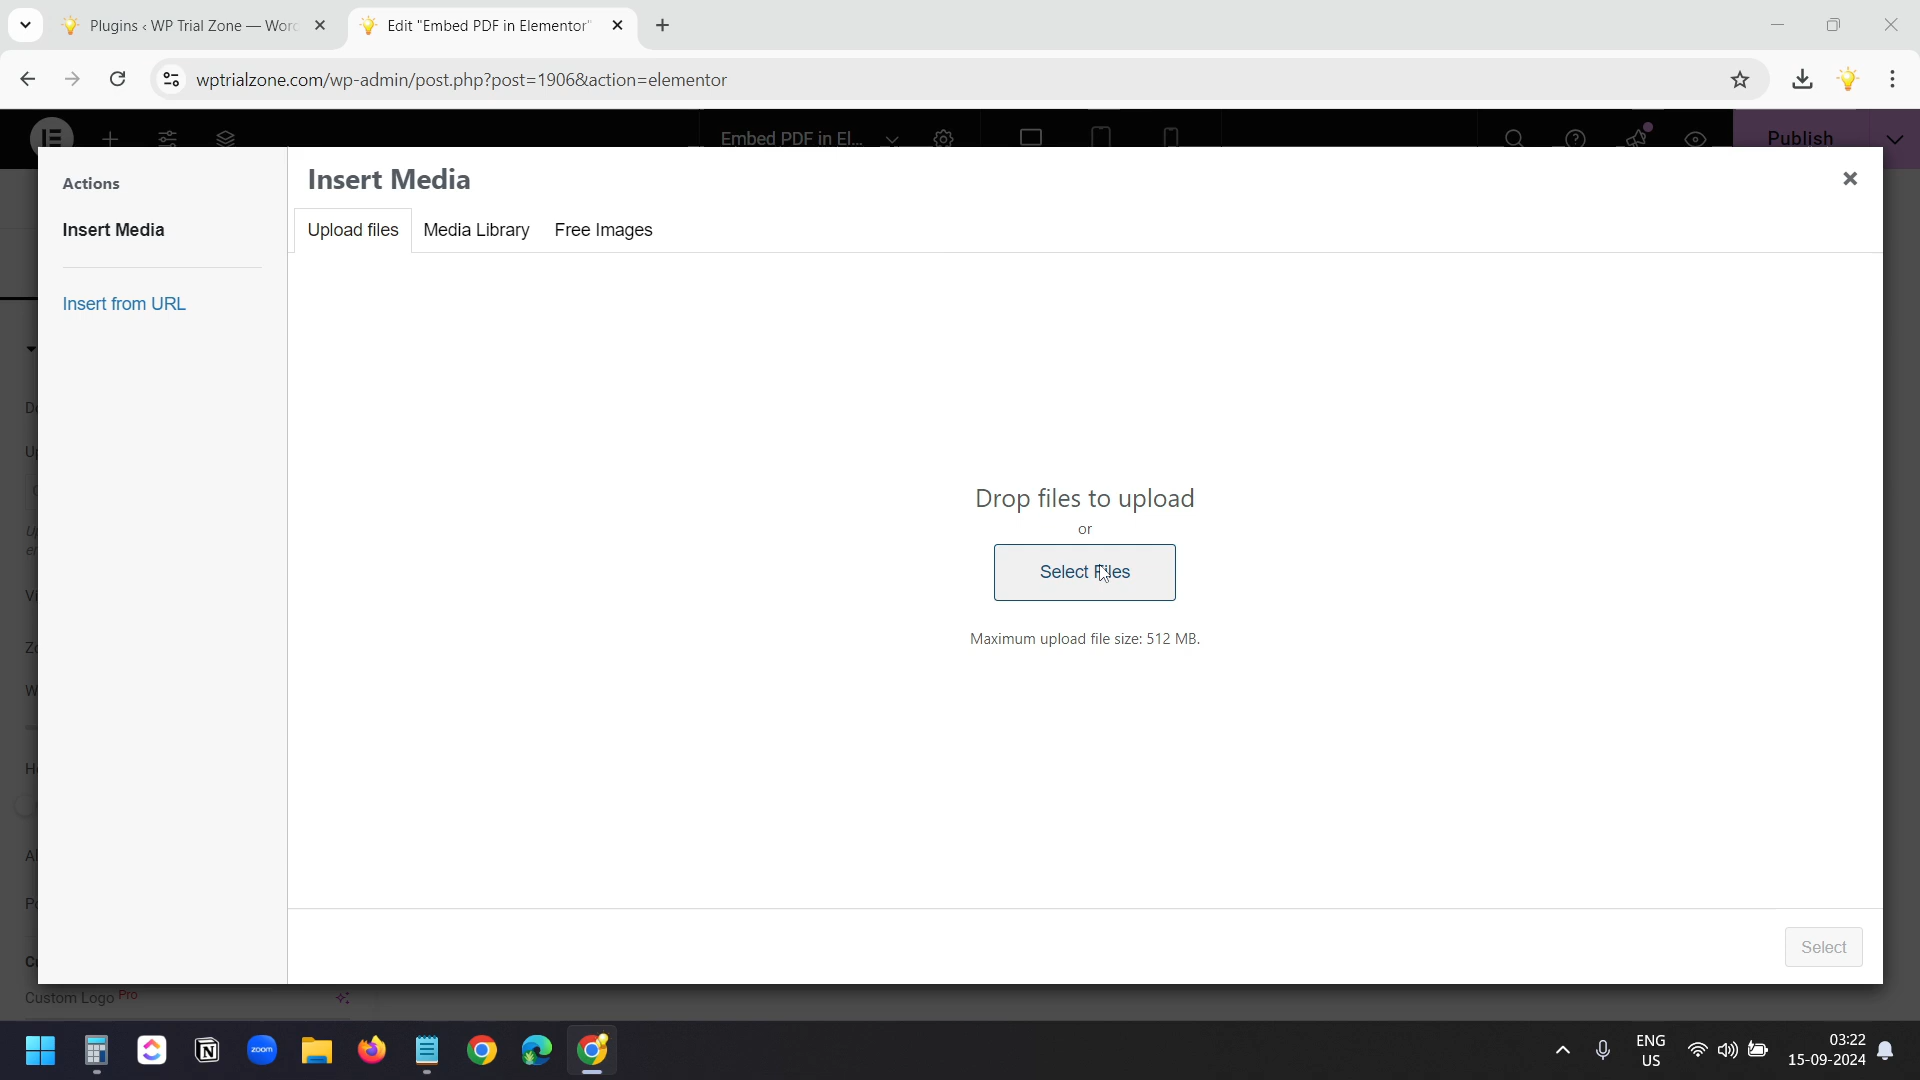 Plugins ‹ WP Trial Zone — Worc
Edit "Embed PDF in Elementor"
wptrialzone.com/wp-admin/post.php?post=1906&action=elementor
Embed PDF in El...
Publish
Actions
Insert Media
Insert from URL
Insert Media
Upload files
Media Library
Free Images
Drop files to upload
or
Select Files
Maximum upload file size: 512 MB.
Select
Custom Logo Pro
zoom
ENG
US
03:22
15-09-2024